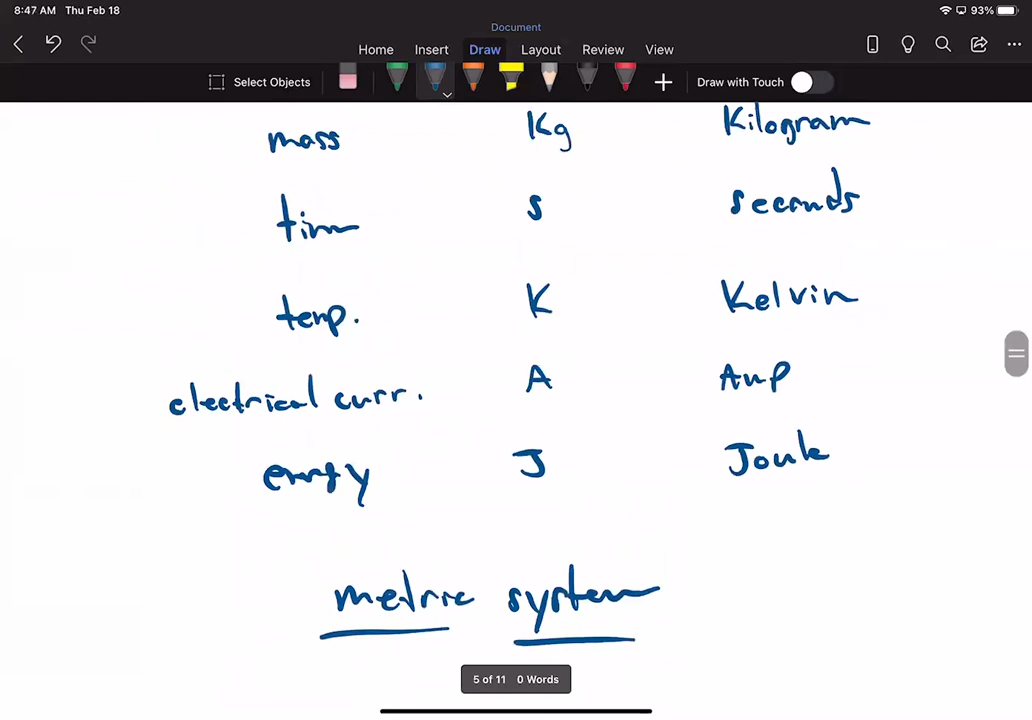 8:47 AM Thu Feb 18 93%
Document
Home Insert Draw Layout Review View
Select Objects Draw with Touch
mass Kg Kilogram
time s seconds
temp. K Kelvin
electrical curr. A Amp
energy J Joule
metric system
5 of 11 0 Words